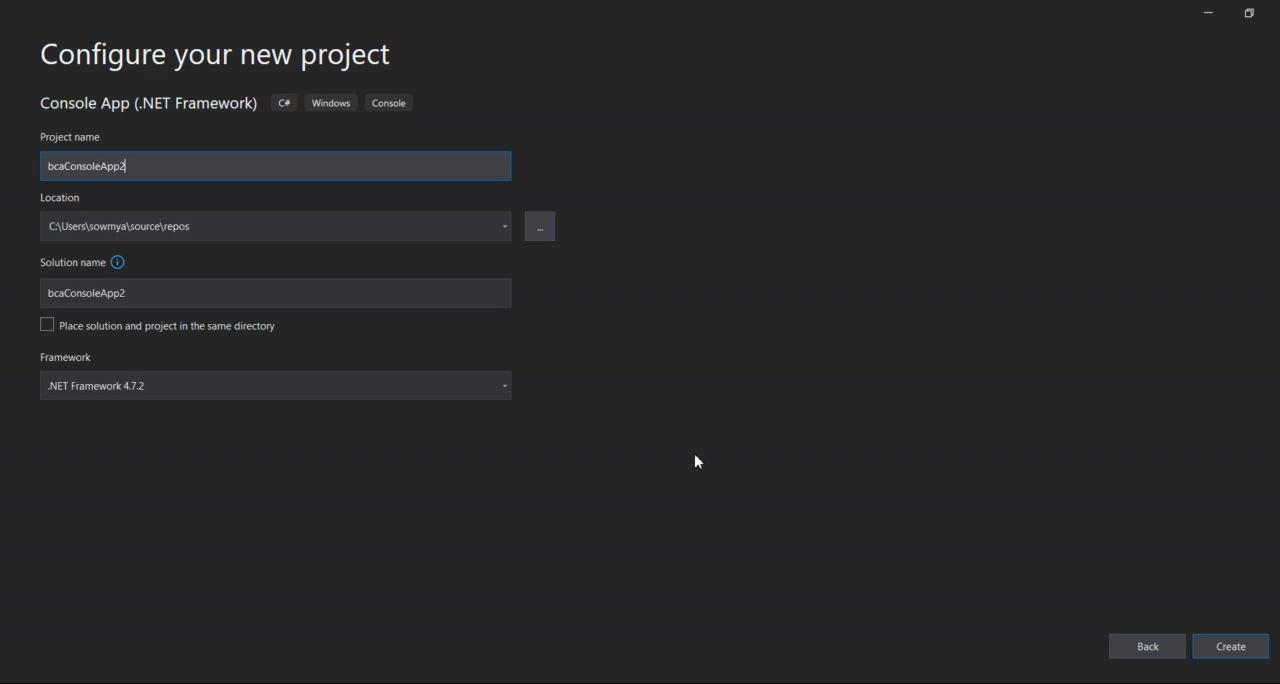 Configure your new project
Console App (.NET Framework) C# Windows Console
Project name
bcaConsoleApp2
Location
C:\Users\sowmya\source\repos
...
Solution name
bcaConsoleApp2
Place solution and project in the same directory
Framework
.NET Framework 4.7.2
Back Create